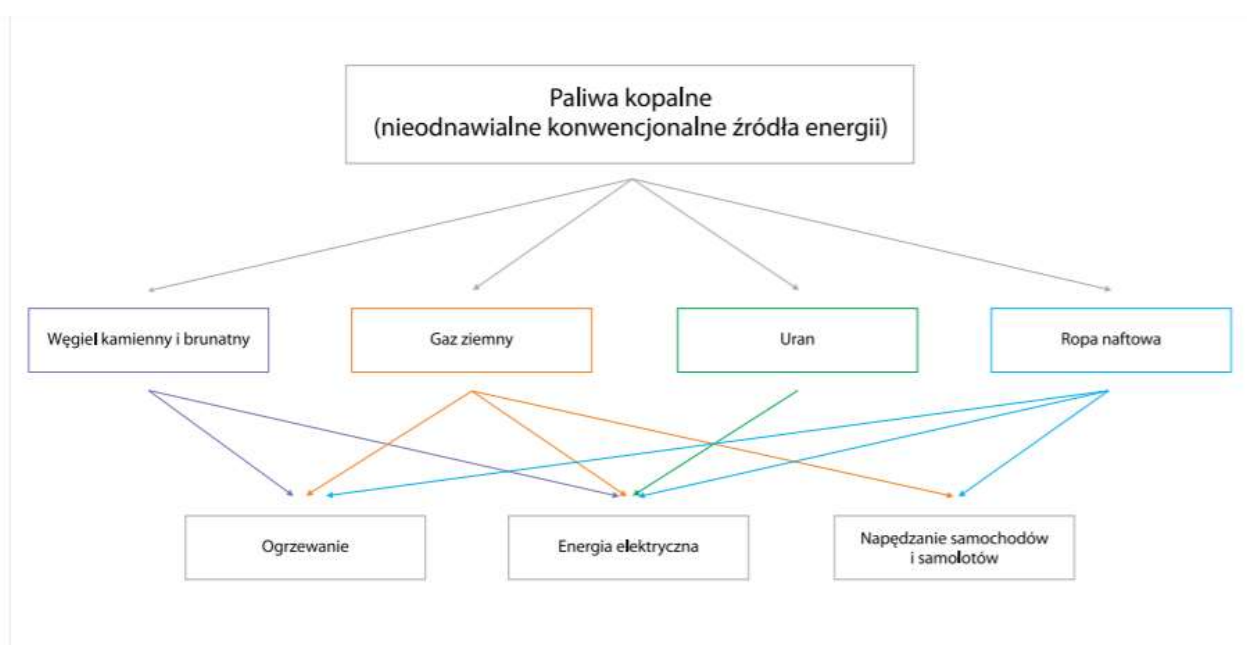 Paliwa kopalne
(nieodnawialne konwencjonalne źródła energii)
Węgiel kamienny i brunatny
Gaz ziemny
Uran
Ropa naftowa
Ogrzewanie
Energia elektryczna
Napędzanie samochodów
i samolotów